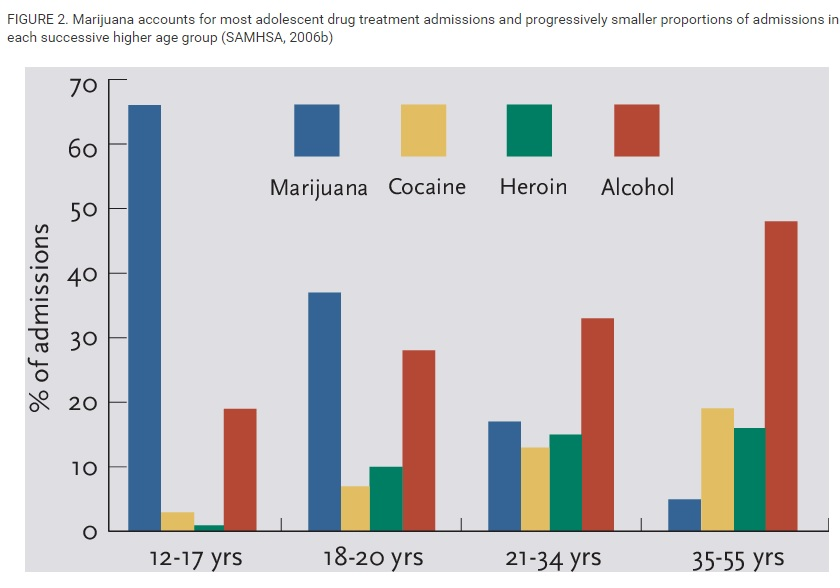 FIGURE 2. Marijuana accounts for most adolescent drug treatment admissions and progressively smaller proportions of admissions in
each successive higher age group (SAMHSA, 2006b)
70
60
50
40
30
20
10
0
% of admissions
Marijuana Cocaine Heroin Alcohol
12-17 yrs 18-20 yrs 21-34 yrs 35-55 yrs